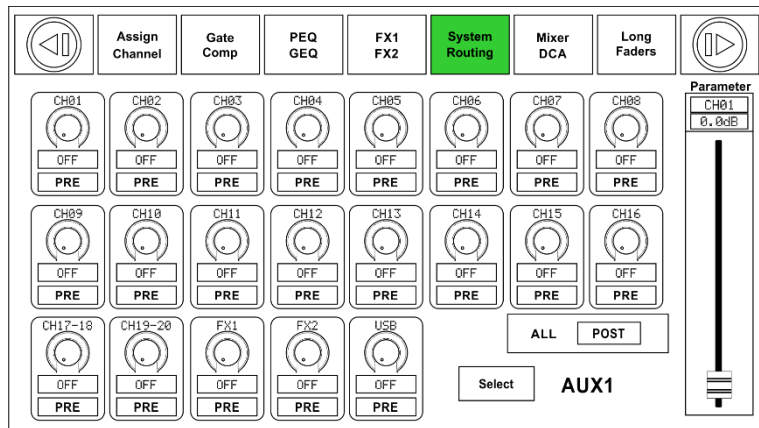 Assign Channel
Gate Comp
PEQ GEQ
FX1 FX2
System Routing
Mixer DCA
Long Faders
Parameter
CH01
0.0dB
CH01 CH02 CH03 CH04 CH05 CH06 CH07 CH08
OFF OFF OFF OFF OFF OFF OFF OFF
PRE PRE PRE PRE PRE PRE PRE PRE
CH09 CH10 CH11 CH12 CH13 CH14 CH15 CH16
OFF OFF OFF OFF OFF OFF OFF OFF
PRE PRE PRE PRE PRE PRE PRE PRE
CH17-18 CH19-20 FX1 FX2 USB
OFF OFF OFF OFF OFF
PRE PRE PRE PRE PRE
ALL POST
Select AUX1